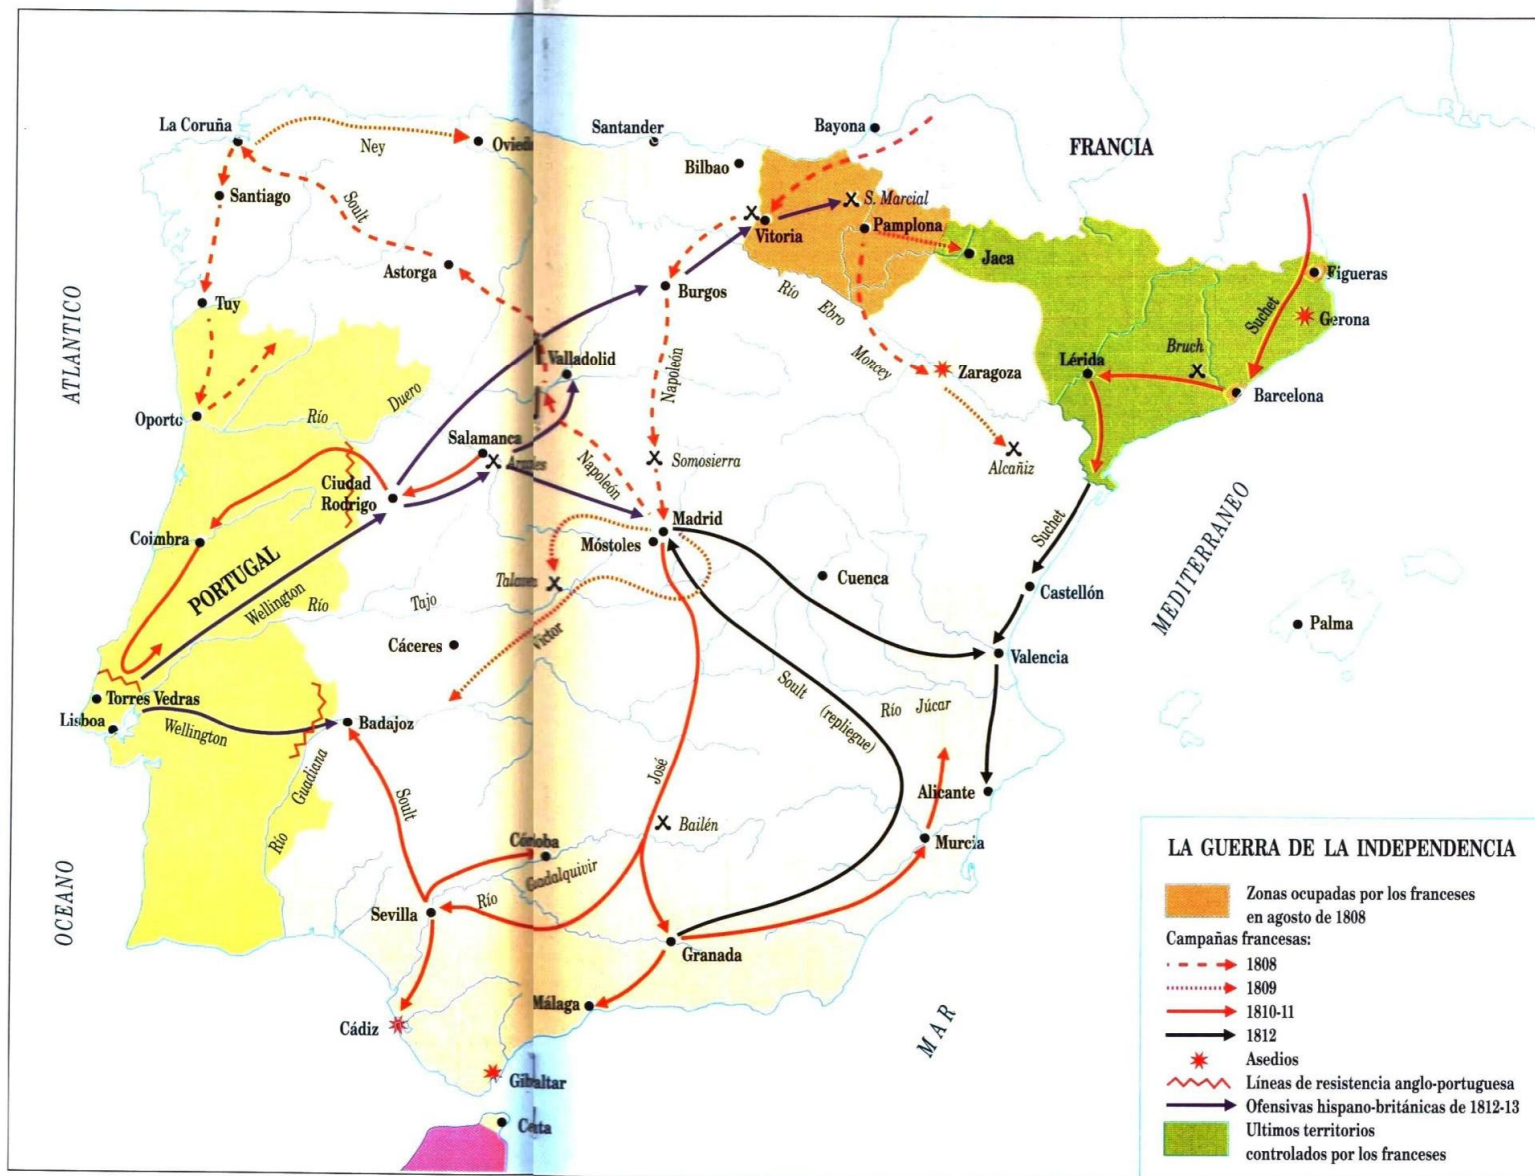 La Coruña
Ney
Oviedo
Santander
Bayona
Bilbao
FRANCIA
Santiago
Soult
S. Marcial
Vitoria
Pamplona
Jaca
Astorga
Figueras
Tuy
Burgos
Río Ebro
Suchet
Gerona
ATLANTICO
Bruch
Valladolid
Napoleón
Moncey
Zaragoza
Lérida
Barcelona
Oporto
Río Duero
Salamanca
Arapiles
Somosierra
Alcañiz
Ciudad
Rodrigo
Napoleón
Madrid
Móstoles
Coimbra
PORTUGAL
Wellington
Río Tajo
Talavera
Cuenca
Suchet
Castellón
MEDITERRANEO
Palma
Cáceres
Victor
Valencia
Torres Vedras
Lisboa
Wellington
Badajoz
Soult
(repliegue)
Río Júcar
Río Guadiana
José
Alicante
Soult
Córdoba
Bailén
Murcia
Río Guadalquivir
OCEANO
Sevilla
Granada
Málaga
Cádiz
MAR
Gibraltar
Ceuta
LA GUERRA DE LA INDEPENDENCIA
Zonas ocupadas por los franceses
en agosto de 1808
Campañas francesas:
1808
1809
1810-11
1812
Asedios
Líneas de resistencia anglo-portuguesa
Ofensivas hispano-británicas de 1812-13
Ultimos territorios
controlados por los franceses